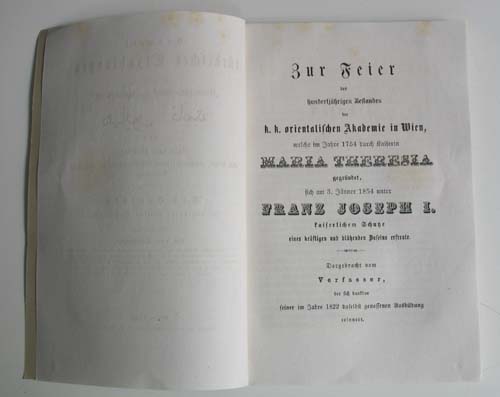 Zur Feier
des
hundertjährigen Bestandes
der
k. k. orientalischen Akademie in Wien,
welche im Jahre 1754 durch Kaiserin
MARIA THERESIA
gegründet,
sich am 3. Jänner 1854 unter
FRANZ JOSEPH I.
kaiserlichem Schutze
eines kräftigen und blühenden Daseins erfreute.
Dargebracht vom
Verfasser,
der sich dankbar
seiner im Jahre 1822 daselbst genossenen Ausbildung
erinnert.